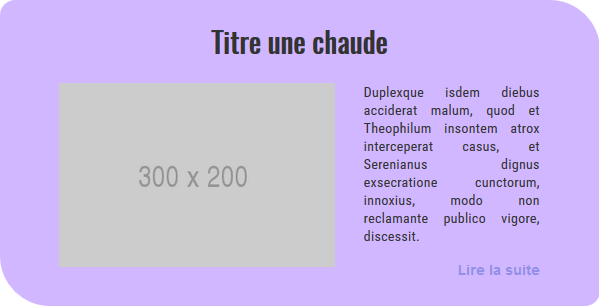 Titre une chaude
300 x 200
Duplexque isdem diebus
acciderat malum, quod et
Theophilum insontem atrox
interceperat casus, et
Serenianus dignus
exsecratione cunctorum,
innoxius, modo non
reclamante publico vigore,
discessit.
Lire la suite